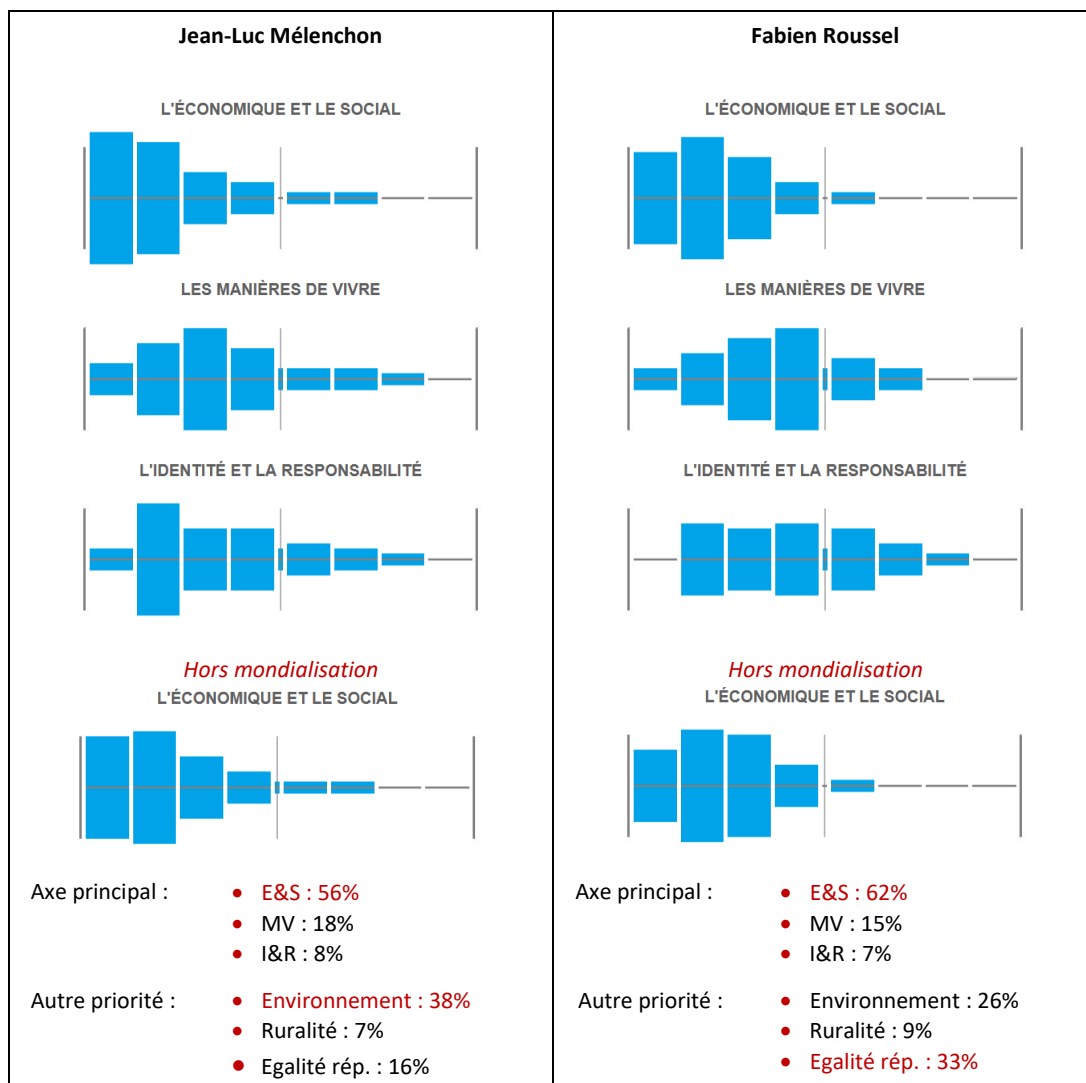 Jean-Luc Mélenchon
L'ÉCONOMIQUE ET LE SOCIAL
LES MANIÈRES DE VIVRE
L'IDENTITÉ ET LA RESPONSABILITÉ
Hors mondialisation
L'ÉCONOMIQUE ET LE SOCIAL
Axe principal :
• E&S : 56%
• MV : 18%
• I&R : 8%
Autre priorité :
• Environnement : 38%
• Ruralité : 7%
• Egalité rép. : 16%
Fabien Roussel
L'ÉCONOMIQUE ET LE SOCIAL
LES MANIÈRES DE VIVRE
L'IDENTITÉ ET LA RESPONSABILITÉ
Hors mondialisation
L'ÉCONOMIQUE ET LE SOCIAL
Axe principal :
• E&S : 62%
• MV : 15%
• I&R : 7%
Autre priorité :
• Environnement : 26%
• Ruralité : 9%
• Egalité rép. : 33%